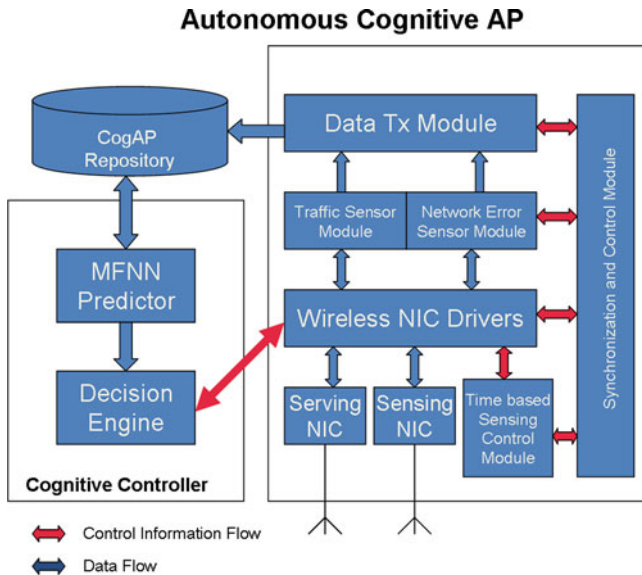 Autonomous Cognitive AP
CogAP
Repository
Data Tx Module
Traffic Sensor
Module
Network Error
Sensor Module
MFNN
Predictor
Wireless NIC Drivers
Decision
Engine
Serving
NIC
Sensing
NIC
Time based
Sensing
Control
Module
Synchronization and Control Module
Cognitive Controller
Control Information Flow
Data Flow